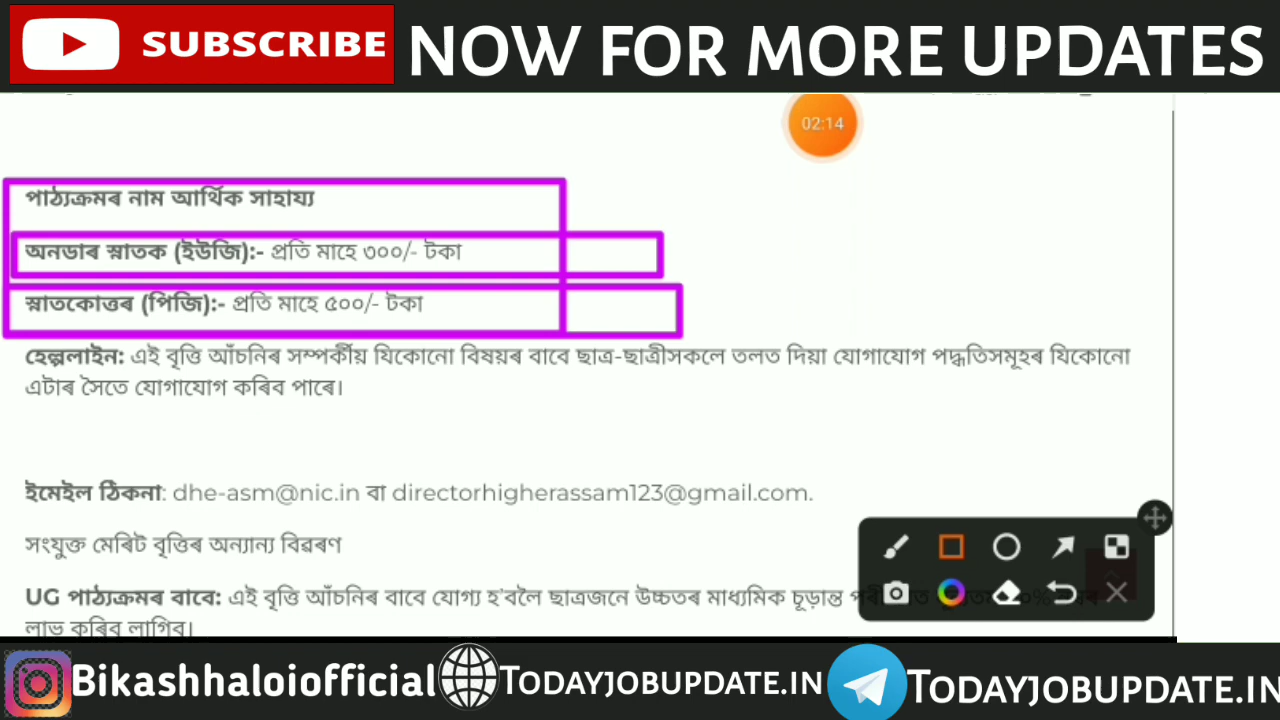 SUBSCRIBE NOW FOR MORE UPDATES
02:14
পাঠ্যক্ৰমৰ নাম আৰ্থিক সাহায্য
অনডাৰ স্নাতক (ইউজি):- প্ৰতি মাহে ৩০০/- টকা
স্নাতকোত্তৰ (পিজি):- প্ৰতি মাহে ৫০০/- টকা
হেল্পলাইন: এই বৃত্তি আঁচনিৰ সম্পৰ্কীয় যিকোনো বিষয়ৰ বাবে ছাত্ৰ-ছাত্ৰীসকলে তলত দিয়া যোগাযোগ পদ্ধতিসমূহৰ যিকোনো
এটাৰ সৈতে যোগাযোগ কৰিব পাৰে।
ইমেইল ঠিকনা: dhe-asm@nic.in বা directorhigherassam123@gmail.com.
সংযুক্ত মেৰিট বৃত্তিৰ অন্যান্য বিৱৰণ
UG পাঠ্যক্ৰমৰ বাবে: এই বৃত্তি আঁচনিৰ বাবে যোগ্য হ'বলৈ ছাত্ৰজনে উচ্চতৰ মাধ্যমিক চূড়ান্ত
লাভ কৰিব লাগিব।
Bikashhaloiofficial TODAYJOBUPDATE.IN TODAYJOBUPDATE.IN